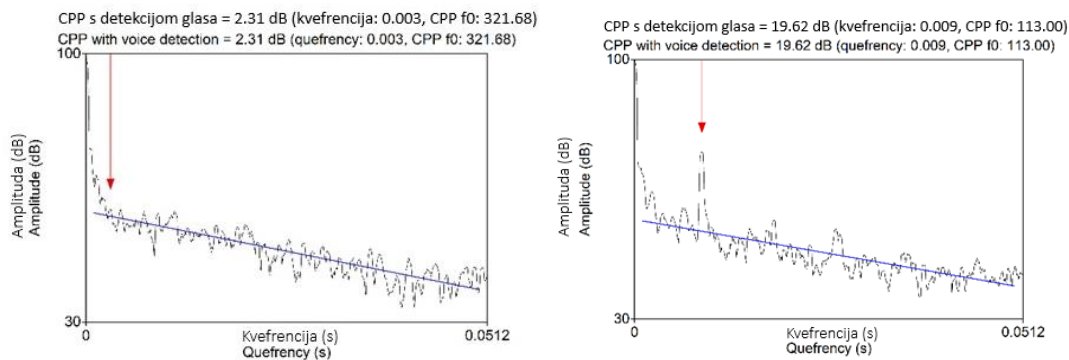 CPP s detekcijom glasa = 2.31 dB (kvefrencija: 0.003, CPP f0: 321.68)
CPP with voice detection = 2.31 dB (quefrency: 0.003, CPP f0: 321.68)
100
Amplituda (dB)
Amplitude (dB)
30
0
Kvefrencija (s)
Quefrency (s)
0.0512
CPP s detekcijom glasa = 19.62 dB (kvefrencija: 0.009, CPP f0: 113.00)
CPP with voice detection = 19.62 dB (quefrency: 0.009, CPP f0: 113.00)
100
Amplituda (dB)
Amplitude (dB)
30
0
Kvefrencija (s)
Quefrency (s)
0.0512